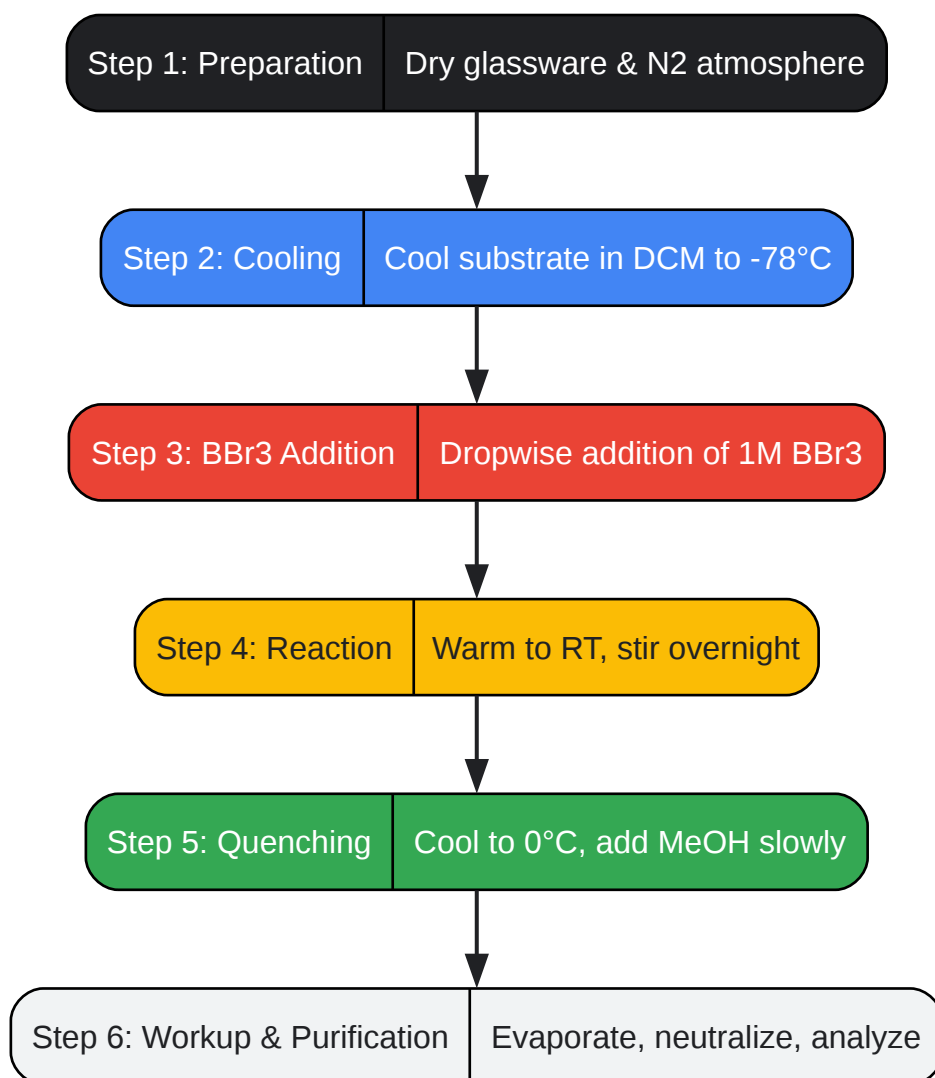 Step 1: Preparation Dry glassware & N2 atmosphere
Step 2: Cooling Cool substrate in DCM to -78°C
Step 3: BBr3 Addition Dropwise addition of 1M BBr3
Step 4: Reaction Warm to RT, stir overnight
Step 5: Quenching Cool to 0°C, add MeOH slowly
Step 6: Workup & Purification Evaporate, neutralize, analyze